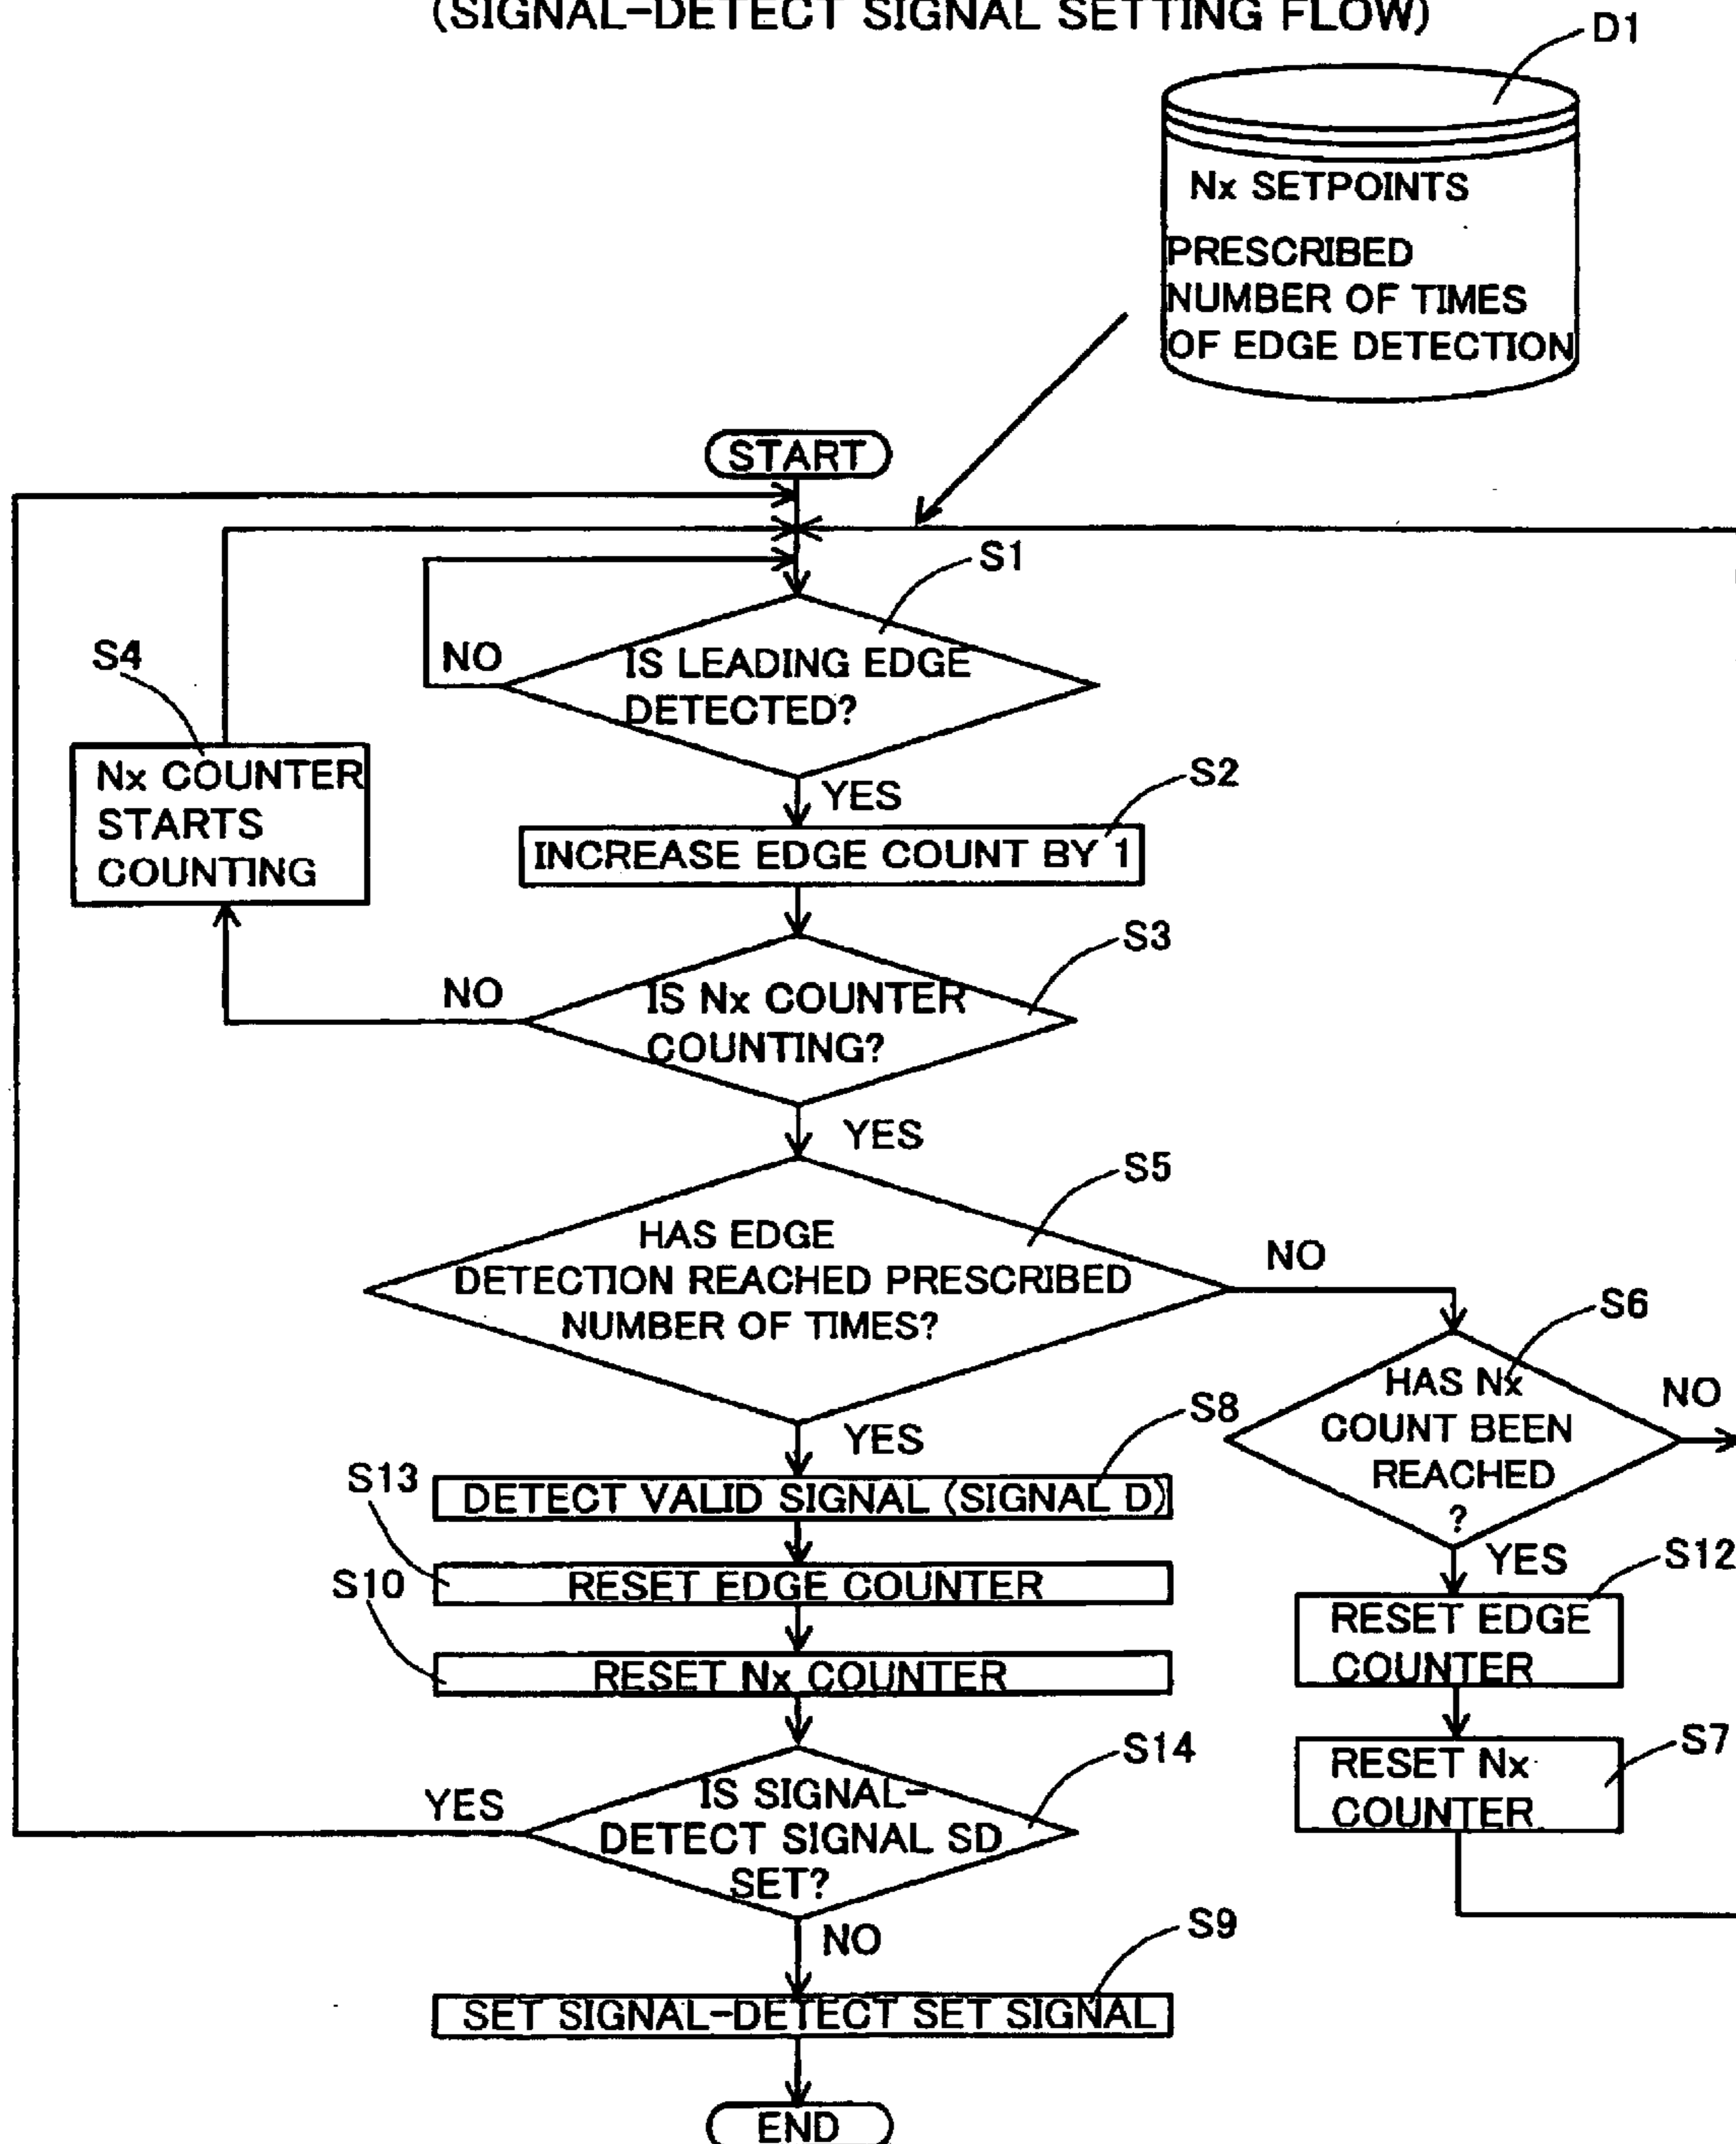 (SIGNAL-DETECT SIGNAL SETTING FLOW)
D1
Nx SETPOINTS
PRESCRIBED
NUMBER OF TIMES
OF EDGE DETECTION
START
S1
IS LEADING EDGE
DETECTED?
NO
YES
S4
Nx COUNTER
STARTS
COUNTING
S2
INCREASE EDGE COUNT BY 1
S3
IS Nx COUNTER
COUNTING?
NO
YES
S5
HAS EDGE
DETECTION REACHED PRESCRIBED
NUMBER OF TIMES?
NO
YES
S6
HAS Nx
COUNT BEEN
REACHED
?
NO
YES
S8
DETECT VALID SIGNAL (SIGNAL D)
S13
RESET EDGE COUNTER
S10
RESET Nx COUNTER
S12
RESET EDGE
COUNTER
S7
RESET Nx
COUNTER
S14
IS SIGNAL-
DETECT SIGNAL SD
SET?
YES
NO
S9
SET SIGNAL-DETECT SET SIGNAL
END